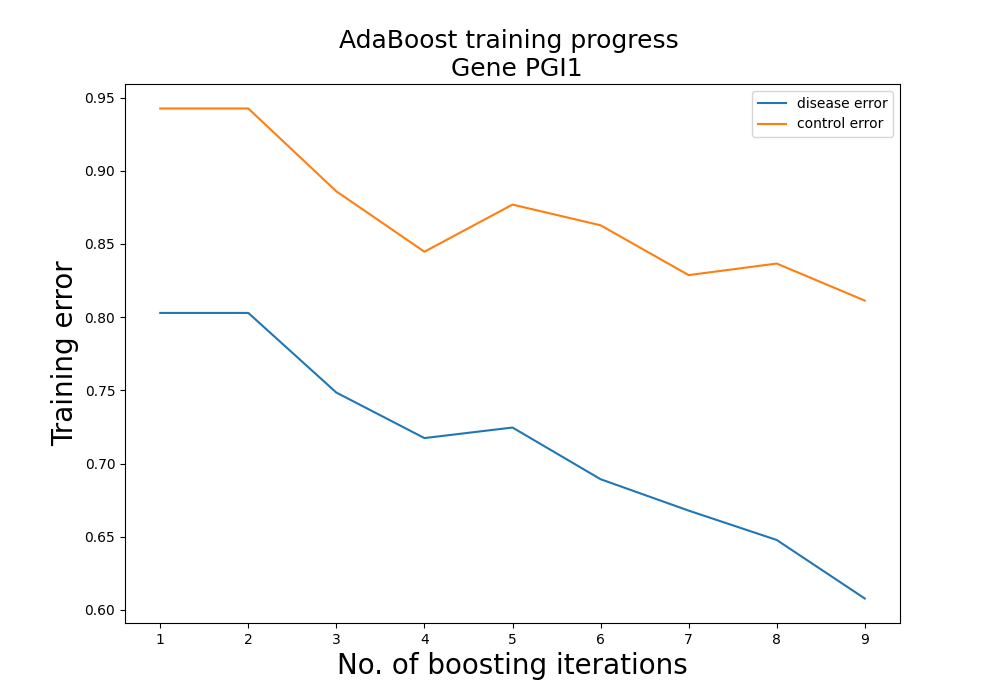 AdaBoost training progress
Gene PGI1
disease error
control error
Training error
0.95
0.90
0.85
0.80
0.75
0.70
0.65
0.60
1 2 3 4 5 6 7 8 9
No. of boosting iterations